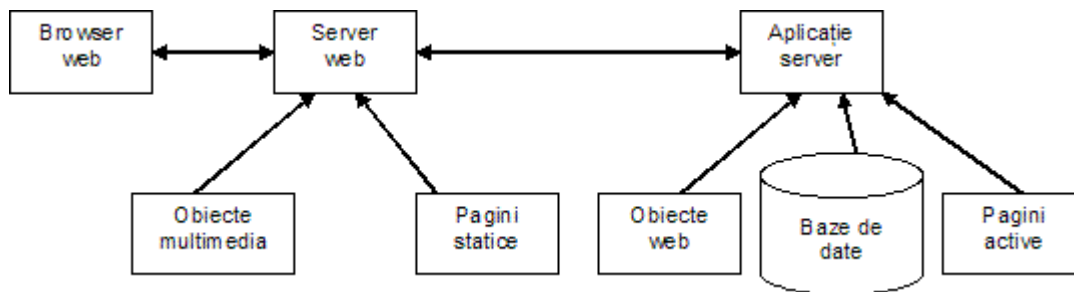 Browser
web
Server
web
Aplicație
server
Obiecte
multimedia
Pagini
statice
Obiecte
web
Baze de
date
Pagini
active